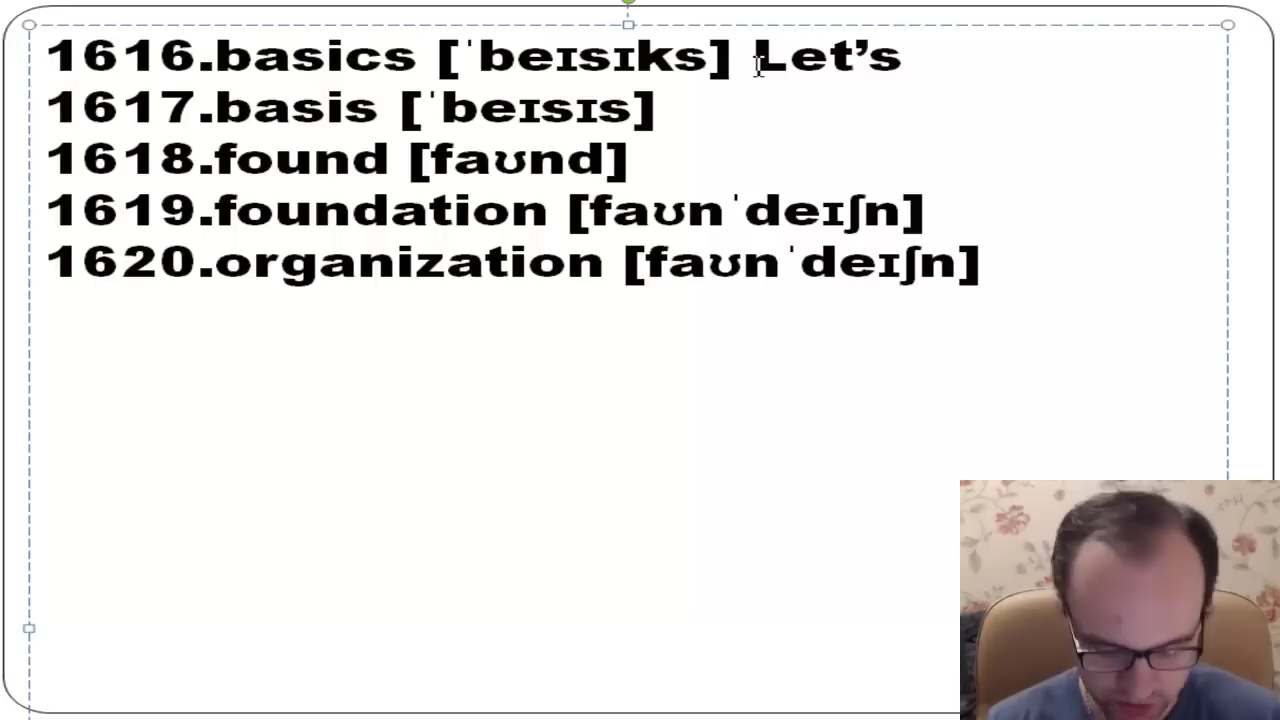 1616.basics [ˈbeɪsɪks] Let’s
1617.basis [ˈbeɪsɪs]
1618.found [faʊnd]
1619.foundation [faʊnˈdeɪʃn]
1620.organization [faʊnˈdeɪʃn]